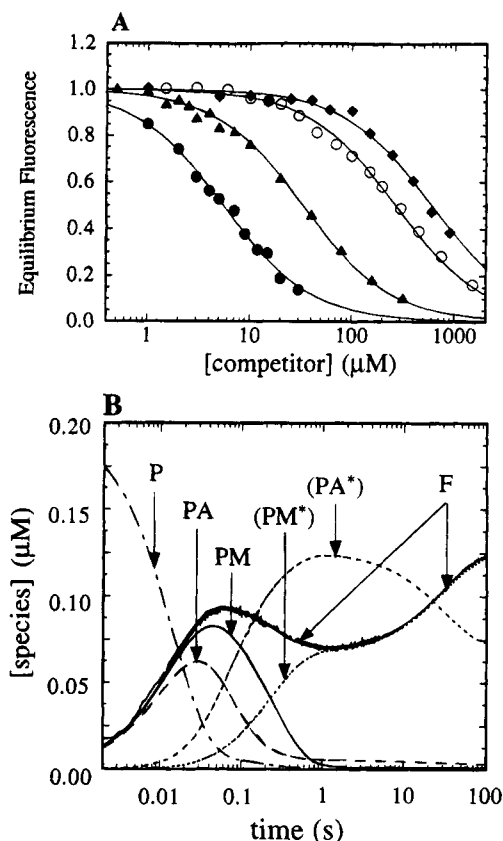 A
Equilibrium Fluorescence
1.2
1.0
0.8
0.6
0.4
0.2
0.0
1
10
100
1000
[competitor] (μM)
B
[species] (μM)
0.20
0.15
0.10
0.05
0.00
P
PA
PM
(PM*)
(PA*)
F
0.01
0.1
1
10
100
time (s)